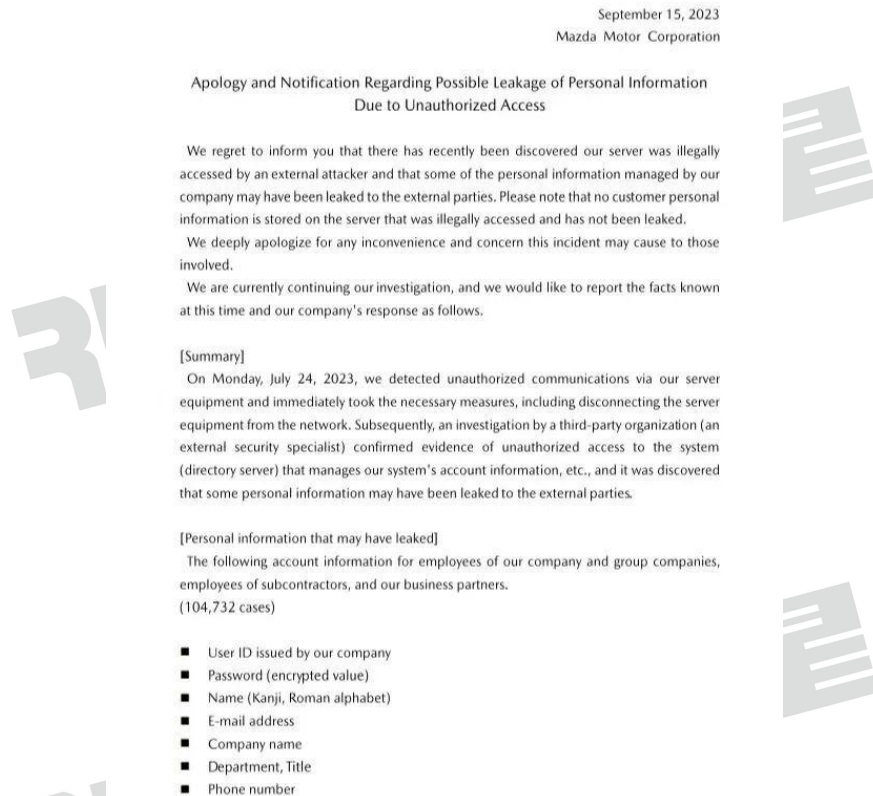 September 15, 2023
Mazda Motor Corporation
Apology and Notification Regarding Possible Leakage of Personal Information
Due to Unauthorized Access
We regret to inform you that there has recently been discovered our server was illegally
accessed by an external attacker and that some of the personal information managed by our
company may have been leaked to the external parties. Please note that no customer personal
information is stored on the server that was illegally accessed and has not been leaked.
We deeply apologize for any inconvenience and concern this incident may cause to those
involved.
We are currently continuing our investigation, and we would like to report the facts known
at this time and our company's response as follows.
[Summary]
On Monday, July 24, 2023, we detected unauthorized communications via our server
equipment and immediately took the necessary measures, including disconnecting the server
equipment from the network. Subsequently, an investigation by a third-party organization (an
external security specialist) confirmed evidence of unauthorized access to the system
(directory server) that manages our system's account information, etc., and it was discovered
that some personal information may have been leaked to the external parties.
[Personal information that may have leaked]
The following account information for employees of our company and group companies,
employees of subcontractors, and our business partners.
(104,732 cases)
■ User ID issued by our company
■ Password (encrypted value)
■ Name (Kanji, Roman alphabet)
■ E-mail address
■ Company name
■ Department, Title
■ Phone number